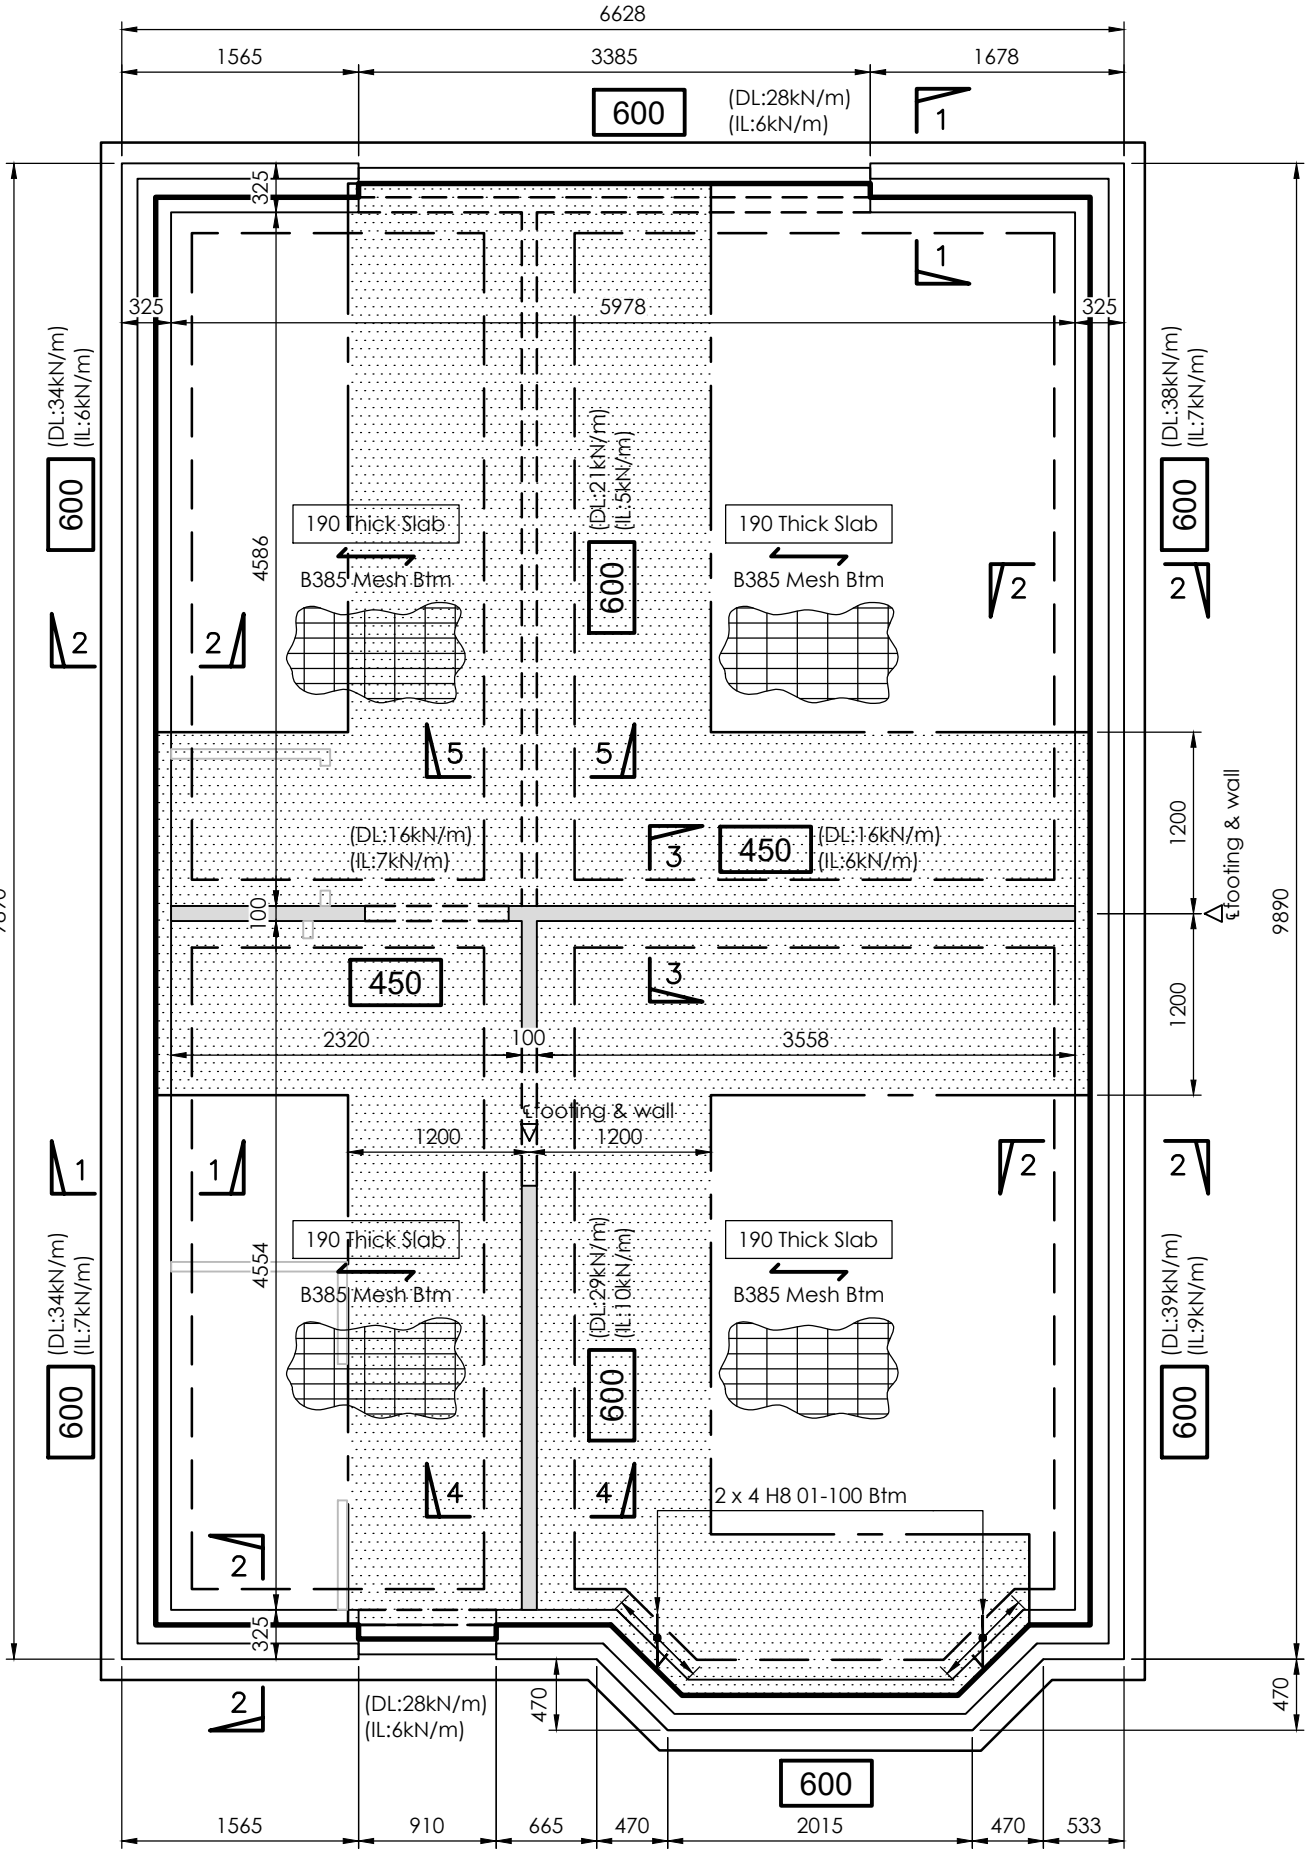 6628
1565
3385
1678
600
(DL:28kN/m)
(IL:6kN/m)
1
325
1
325
5978
325
(DL:34kN/m)
(IL:6kN/m)
600
(DL:38kN/m)
(IL:7kN/m)
600
(DL:21kN/m)
(IL:5kN/m)
600
190 Thick Slab
B385 Mesh Btm
190 Thick Slab
B385 Mesh Btm
4586
2
2
2
2
5
5
1200
℄footing & wall
(DL:16kN/m)
(IL:7kN/m)
3
450
(DL:16kN/m)
(IL:6kN/m)
9890
9890
100
450
3
1200
2320
100
3558
℄footing & wall
1200
1200
1
1
2
2
(DL:34kN/m)
(IL:7kN/m)
600
190 Thick Slab
B385 Mesh Btm
4554
(DL:29kN/m)
(IL:10kN/m)
600
190 Thick Slab
B385 Mesh Btm
(DL:39kN/m)
(IL:9kN/m)
600
4
4
2 x 4 H8 01-100 Btm
2
325
2
(DL:28kN/m)
(IL:6kN/m)
470
470
600
1565
910
665
470
2015
470
533